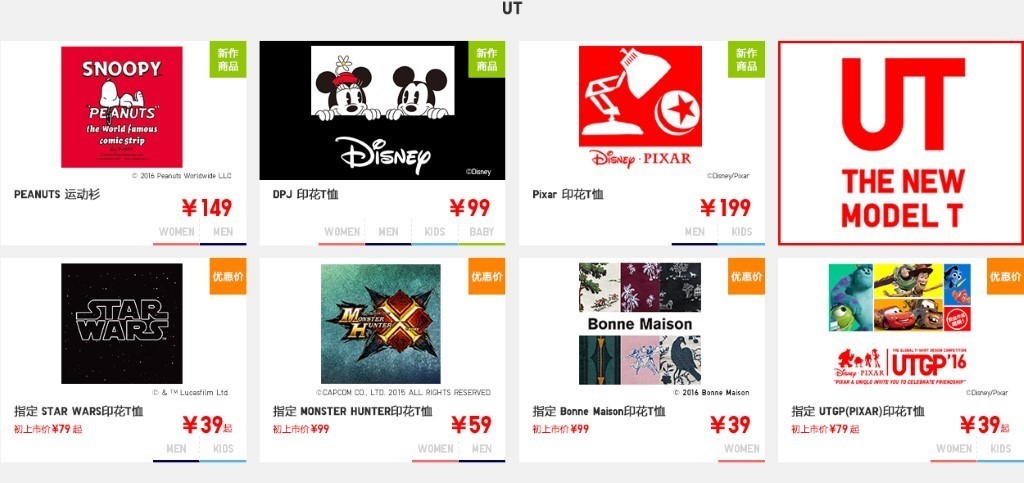 UT
新作
商品
SNOOPY
"PEANUTS"
the World famous
comic strip
© 2016 Peanuts Worldwide LLC
PEANUTS 运动衫
￥149
WOMEN MEN
新作
商品
Disney
©Disney
DPJ 印花T恤
￥99
WOMEN MEN KIDS BABY
新作
商品
Disney · PIXAR
©Disney/Pixar
Pixar 印花T恤
￥199
MEN KIDS
UT
THE NEW
MODEL T
优惠价
STAR
WARS
© & ™ Lucasfilm Ltd.
指定 STAR WARS印花T恤
初上市价¥79 起
￥39起
MEN KIDS
优惠价
MONSTER
HUNTER X
©CAPCOM CO., LTD. 2015 ALL RIGHTS RESERVED.
指定 MONSTER HUNTER印花T恤
初上市价¥99
￥59
WOMEN MEN
优惠价
Bonne Maison
© 2016 Bonne Maison
指定 Bonne Maison印花T恤
初上市价¥99
￥39
WOMEN
优惠价
THE GLOBAL T-SHIRT DESIGN COMPETITION
Disney · PIXAR UTGP'16
"PIXAR & UNIQLO INVITE YOU TO CELEBRATE FRIENDSHIP"
©Disney/Pixar
指定 UTGP(PIXAR)印花T恤
初上市价¥79 起
￥39起
WOMEN KIDS